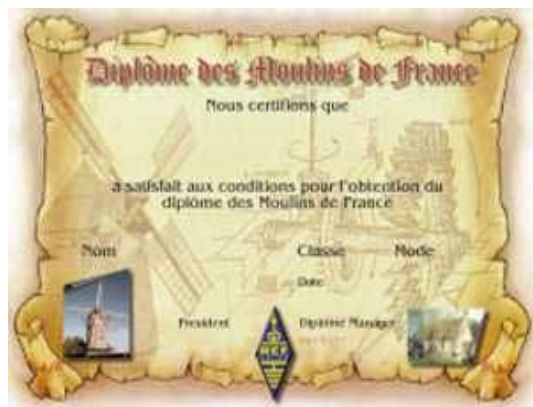 Diplôme des Moulins de France
Nous certifions que
a satisfait aux conditions pour l'obtention du
diplôme des Moulins de France
Nom Classe Mode
Date
Président Diplôme Manager
REF